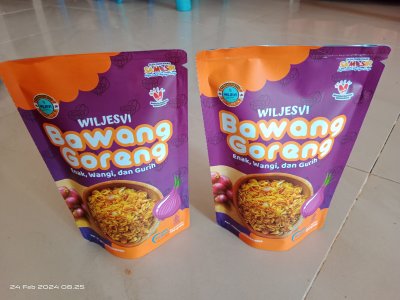 WILJESVI
Bawang
Goreng
Enak, Wangi, dan Gurih
WILJESVI
Bawang
Goreng
Enak, Wangi, dan Gurih
24 Feb 2024 08.25